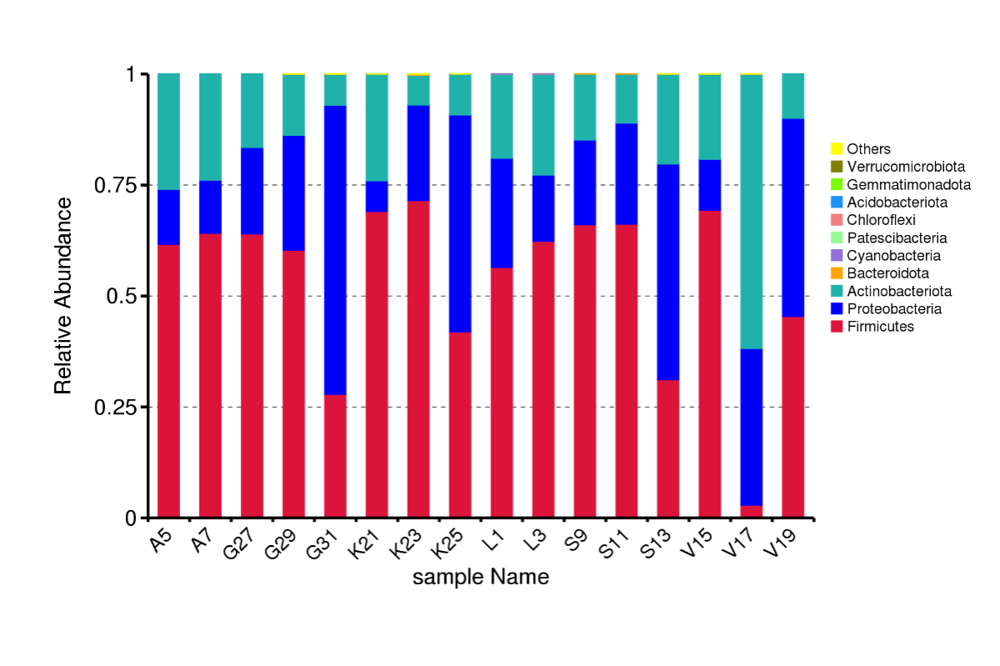 1
0.75
0.5
0.25
0
Relative Abundance
A5
A7
G27
G29
G31
K21
K23
K25
L1
L3
S9
S11
S13
V15
V17
V19
sample Name
Others
Verrucomicrobiota
Gemmatimonadota
Acidobacteriota
Chloroflexi
Patescibacteria
Cyanobacteria
Bacteroidota
Actinobacteriota
Proteobacteria
Firmicutes